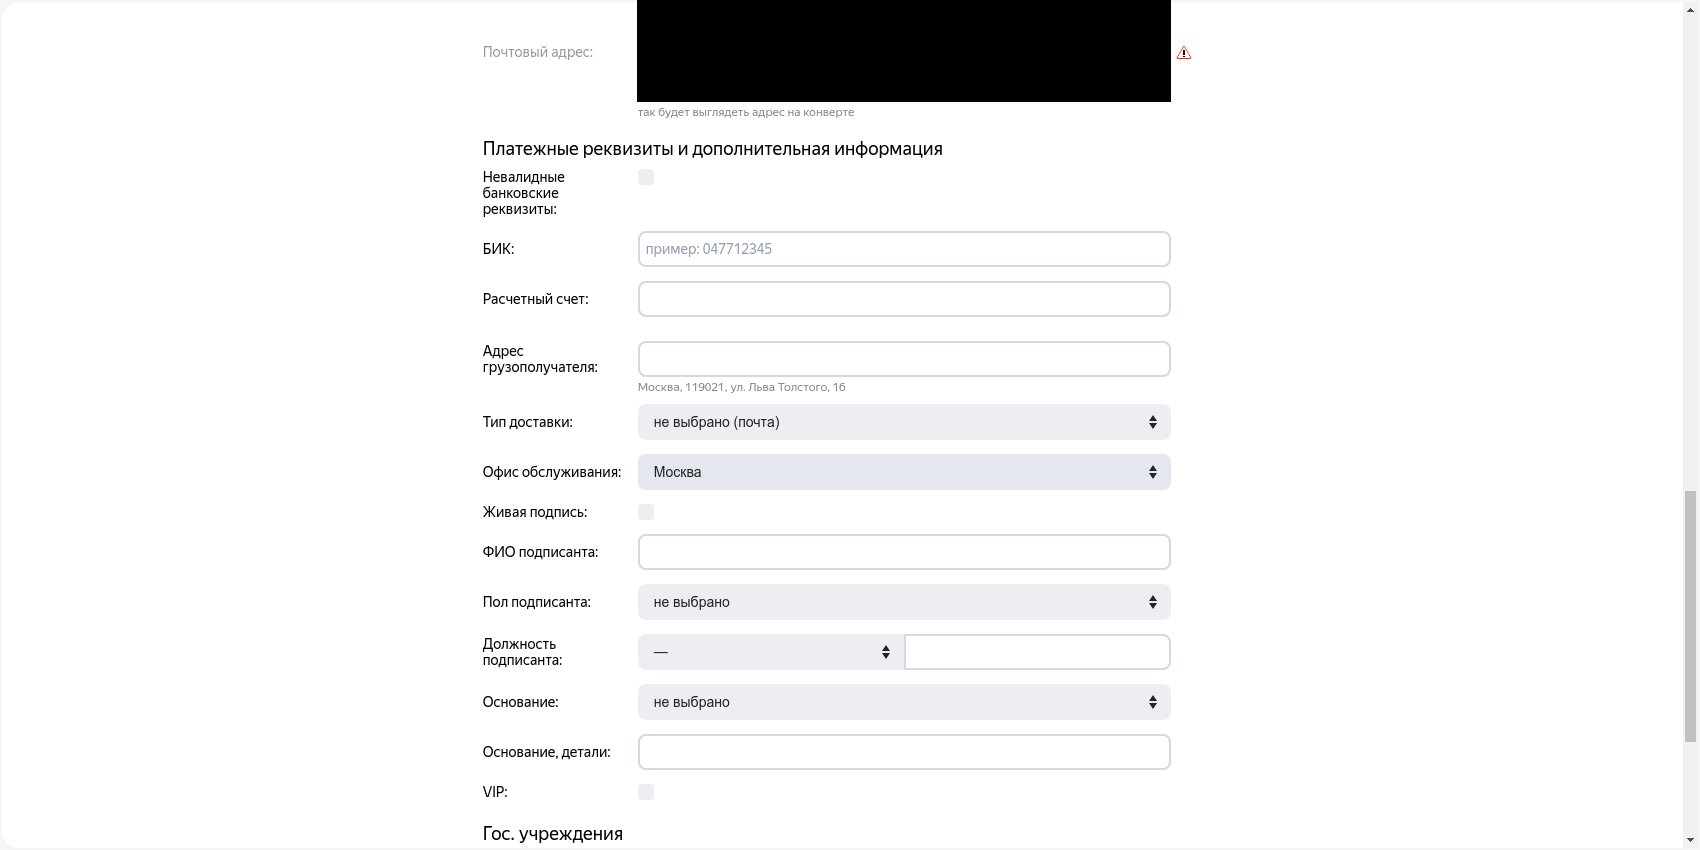 Почтовый адрес:
так будет выглядеть адрес на конверте
Платежные реквизиты и дополнительная информация
Невалидные
банковские
реквизиты:
БИК:
пример: 047712345
Расчетный счет:
Адрес
грузополучателя:
Москва, 119021, ул. Льва Толстого, 16
Тип доставки:
не выбрано (почта)
Офис обслуживания:
Москва
Живая подпись:
ФИО подписанта:
Пол подписанта:
не выбрано
Должность
подписанта:
—
Основание:
не выбрано
Основание, детали:
VIP:
Гос. учреждения